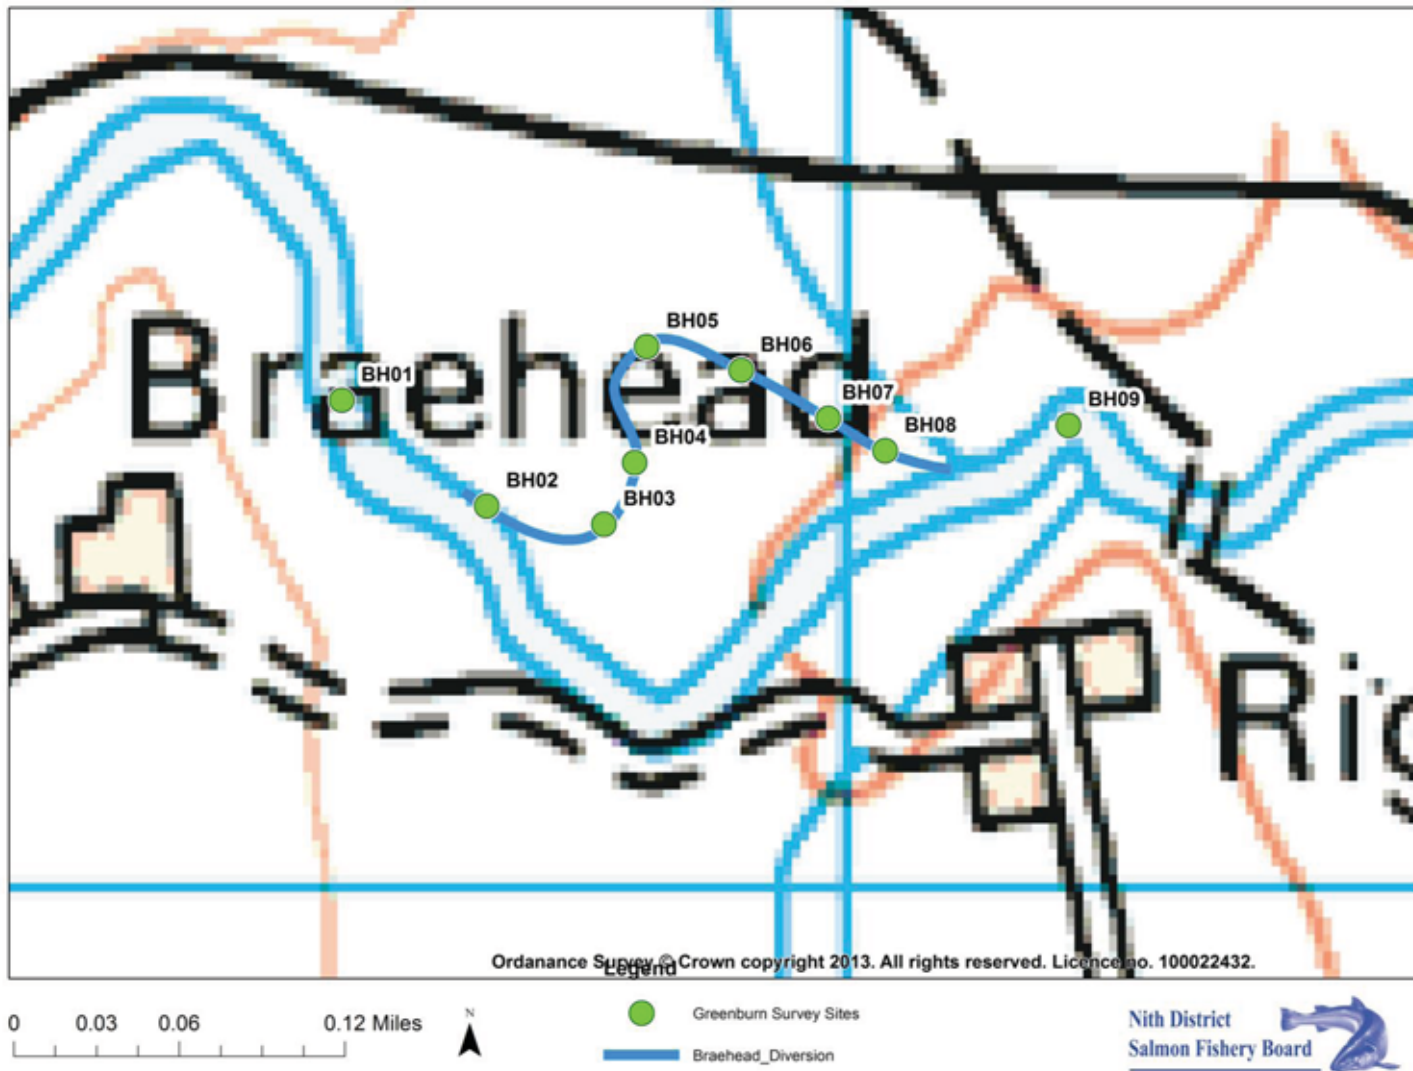 Braehead
BH01
BH02
BH03
BH04
BH05
BH06
BH07
BH08
BH09
Rig
Ordanance Survey © Crown copyright 2013. All rights reserved. Licence no. 100022432.
Legend
0 0.03 0.06 0.12 Miles
N
Greenburn Survey Sites
Braehead_Diversion
Nith District
Salmon Fishery Board